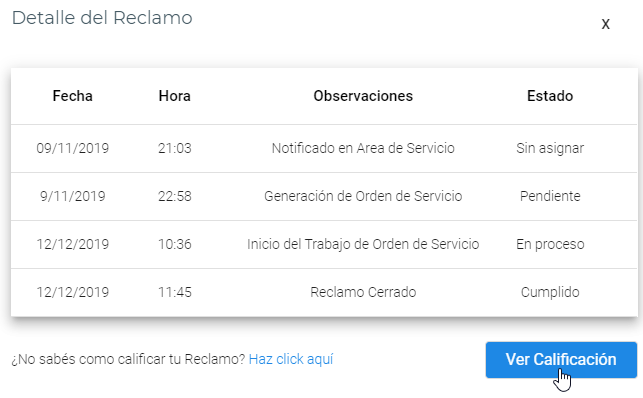 Detalle del Reclamo
x
Fecha Hora Observaciones Estado
09/11/2019 21:03 Notificado en Area de Servicio Sin asignar
9/11/2019 22:58 Generación de Orden de Servicio Pendiente
12/12/2019 10:36 Inicio del Trabajo de Orden de Servicio En proceso
12/12/2019 11:45 Reclamo Cerrado Cumplido
¿No sabés como calificar tu Reclamo? Haz click aquí
Ver Calificación